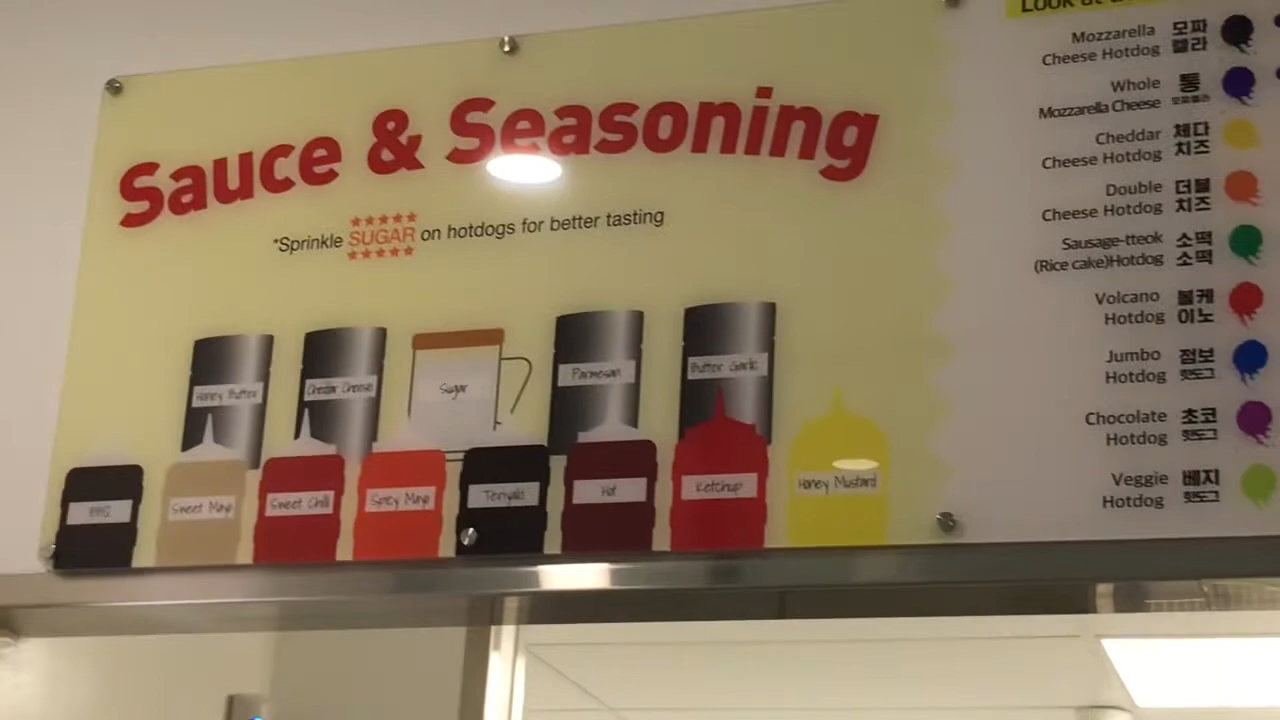 Sauce & Seasoning
*Sprinkle SUGAR on hotdogs for better tasting
Honey Butter
Cheddar Cheese
Sugar
Parmesan
Butter Garlic
BBQ
Sweet Mayo
Sweet Chili
Spicy Mayo
Teriyaki
Hot
Ketchup
Honey Mustard
Look at
Mozzarella 모짜
Cheese Hotdog 렐라
Whole 통
Mozzarella Cheese 모짜렐라
Cheddar 체다
Cheese Hotdog 치즈
Double 더블
Cheese Hotdog 치즈
Sausage-tteok 소떡
(Rice cake)Hotdog 소떡
Volcano 볼케
Hotdog 이노
Jumbo 점보
Hotdog 핫도그
Chocolate 초코
Hotdog 핫도그
Veggie 베지
Hotdog 핫도그